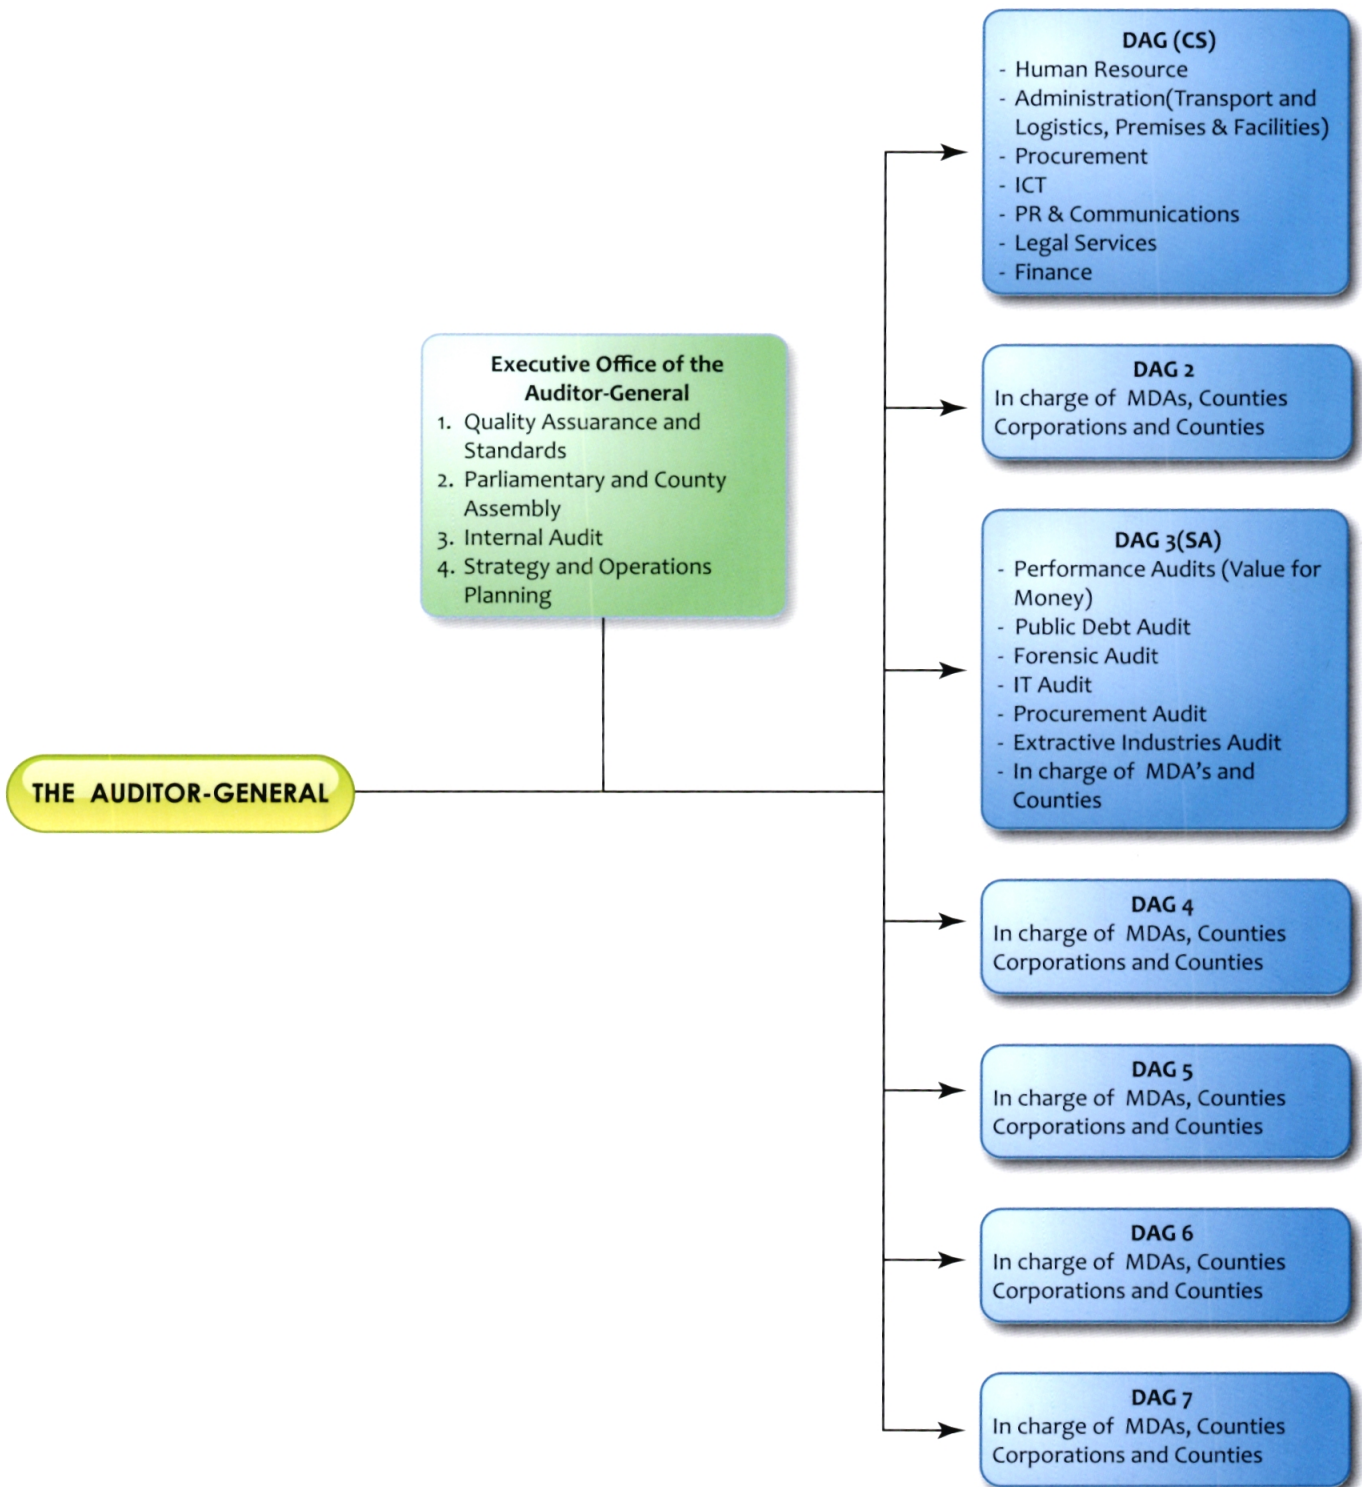 THE AUDITOR-GENERAL
Executive Office of the
Auditor-General
1. Quality Assuarance and
Standards
2. Parliamentary and County
Assembly
3. Internal Audit
4. Strategy and Operations
Planning
DAG (CS)
- Human Resource
- Administration(Transport and
Logistics, Premises & Facilities)
- Procurement
- ICT
- PR & Communications
- Legal Services
- Finance
DAG 2
In charge of MDAs, Counties
Corporations and Counties
DAG 3(SA)
- Performance Audits (Value for
Money)
- Public Debt Audit
- Forensic Audit
- IT Audit
- Procurement Audit
- Extractive Industries Audit
- In charge of MDA's and
Counties
DAG 4
In charge of MDAs, Counties
Corporations and Counties
DAG 5
In charge of MDAs, Counties
Corporations and Counties
DAG 6
In charge of MDAs, Counties
Corporations and Counties
DAG 7
In charge of MDAs, Counties
Corporations and Counties